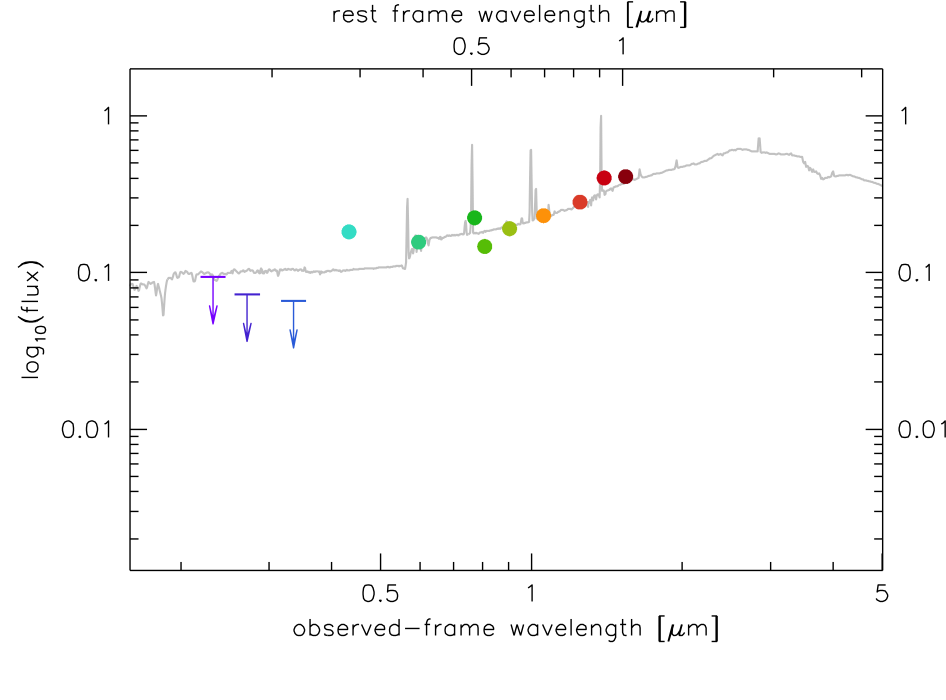 rest frame wavelength [μm]
0.5 1
1 1
0.1 0.1
0.01 0.01
log10(flux)
0.5 1 5
observed-frame wavelength [μm]